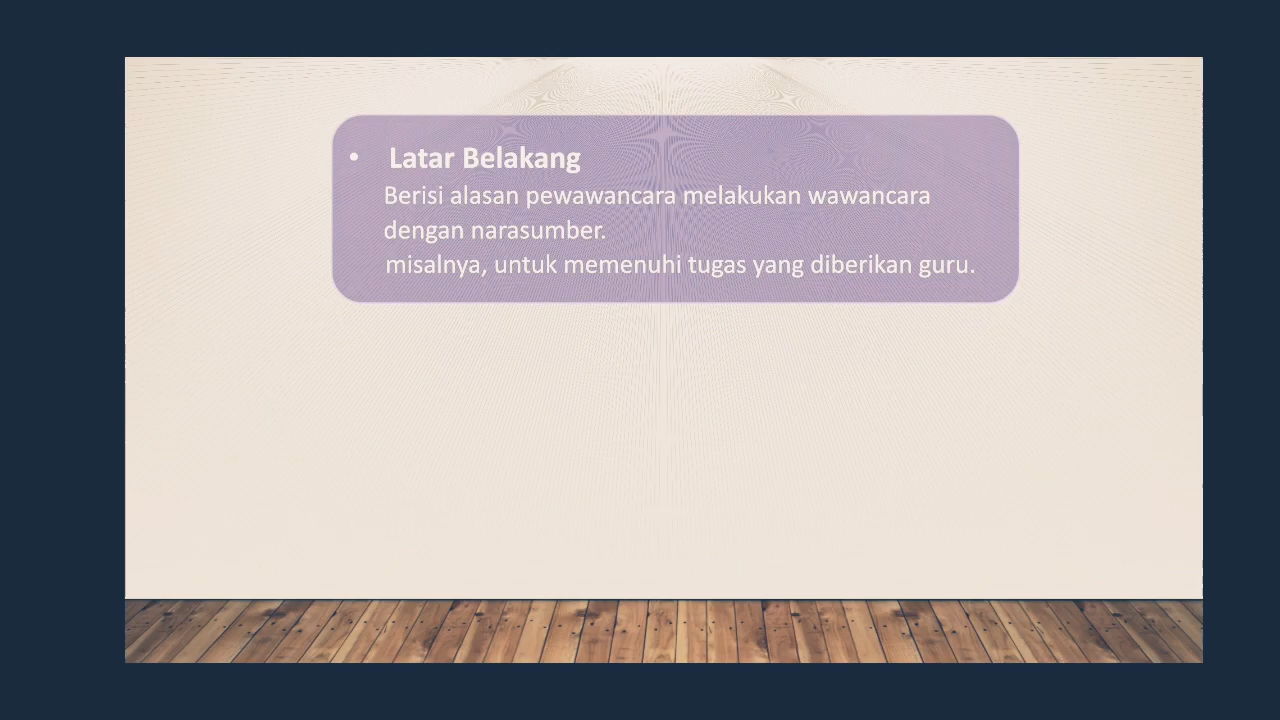 • Latar Belakang
Berisi alasan pewawancara melakukan wawancara
dengan narasumber.
misalnya, untuk memenuhi tugas yang diberikan guru.